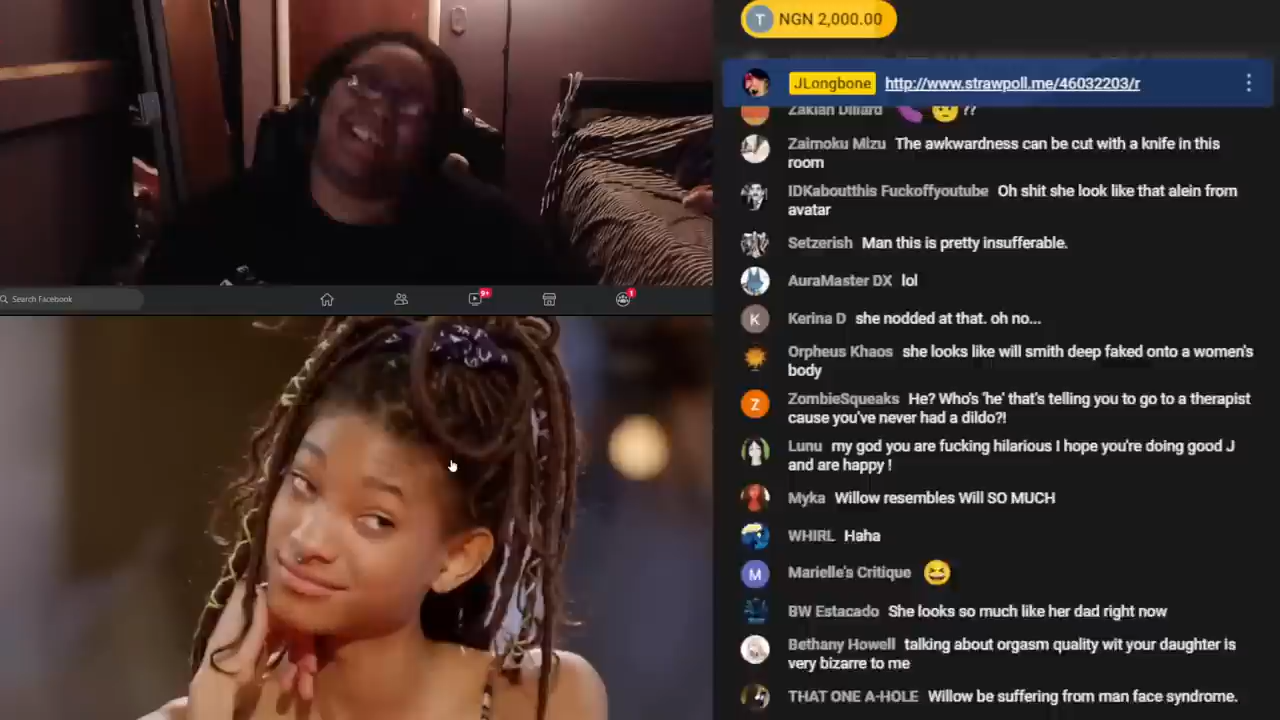 T NGN 2,000.00
JLongbone http://www.strawpoll.me/46032203/r
Zakian Dillard ??
Zaimoku Mizu The awkwardness can be cut with a knife in this
room
IDKaboutthis Fuckoffyoutube Oh shit she look like that alein from
avatar
Setzerish Man this is pretty insufferable.
AuraMaster DX lol
K Kerina D she nodded at that. oh no...
Orpheus Khaos she looks like will smith deep faked onto a women's
body
Z ZombieSqueaks He? Who's 'he' that's telling you to go to a therapist
cause you've never had a dildo?!
Lunu my god you are fucking hilarious I hope you're doing good J
and are happy !
Myka Willow resembles Will SO MUCH
WHIRL Haha
M Marielle's Critique
BW Estacado She looks so much like her dad right now
Bethany Howell talking about orgasm quality wit your daughter is
very bizarre to me
THAT ONE A-HOLE Willow be suffering from man face syndrome.
Search Facebook
9+
1